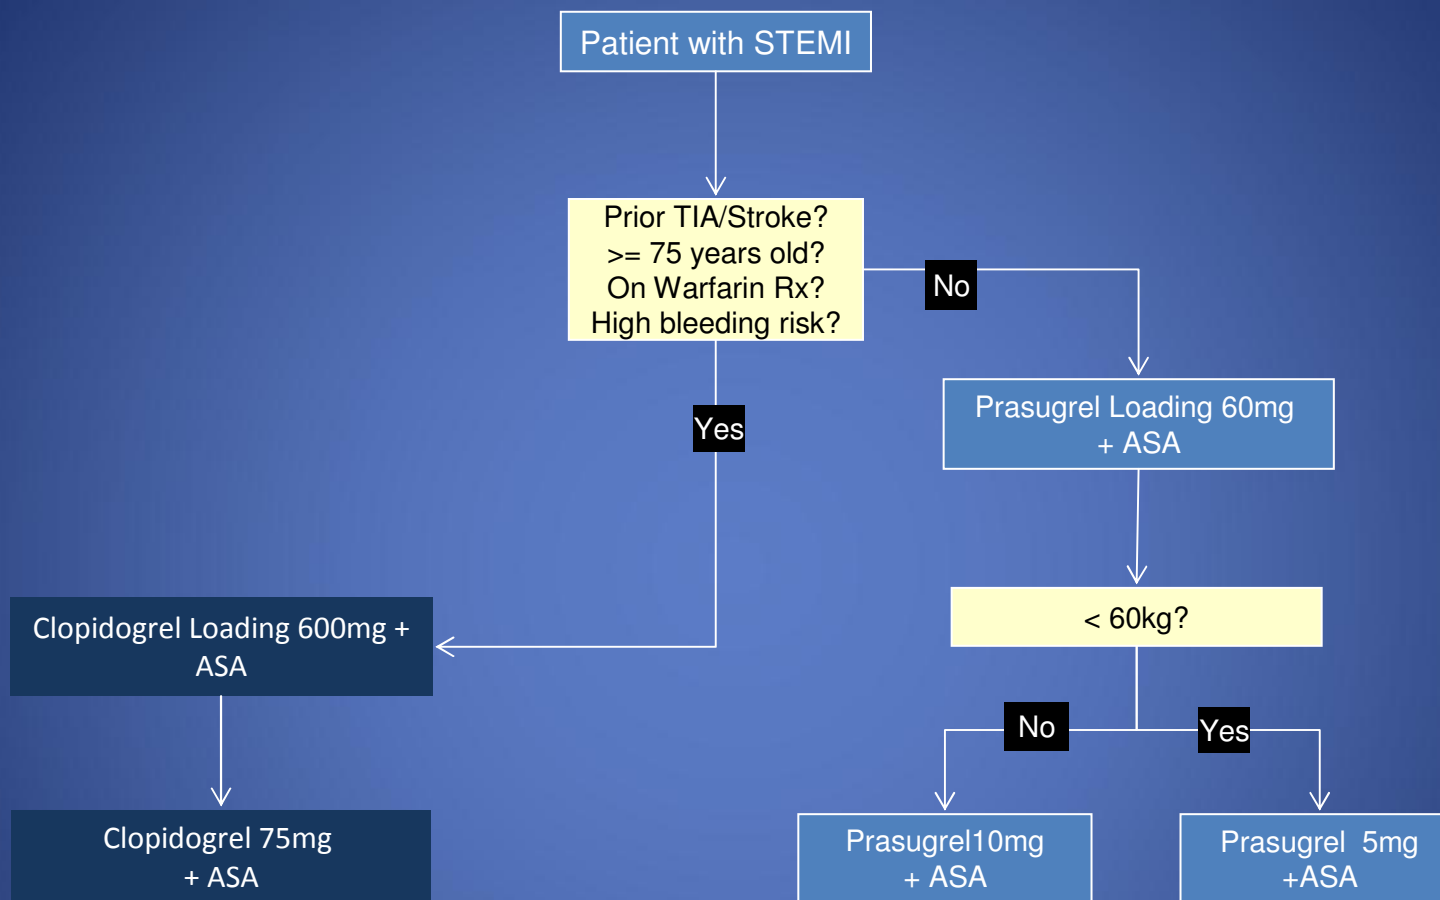 Patient with STEMI
Prior TIA/Stroke?
>= 75 years old?
On Warfarin Rx?
High bleeding risk?
No
Yes
Prasugrel Loading 60mg
+ ASA
Clopidogrel Loading 600mg +
ASA
< 60kg?
No
Yes
Clopidogrel 75mg
+ ASA
Prasugrel10mg
+ ASA
Prasugrel  5mg
+ASA